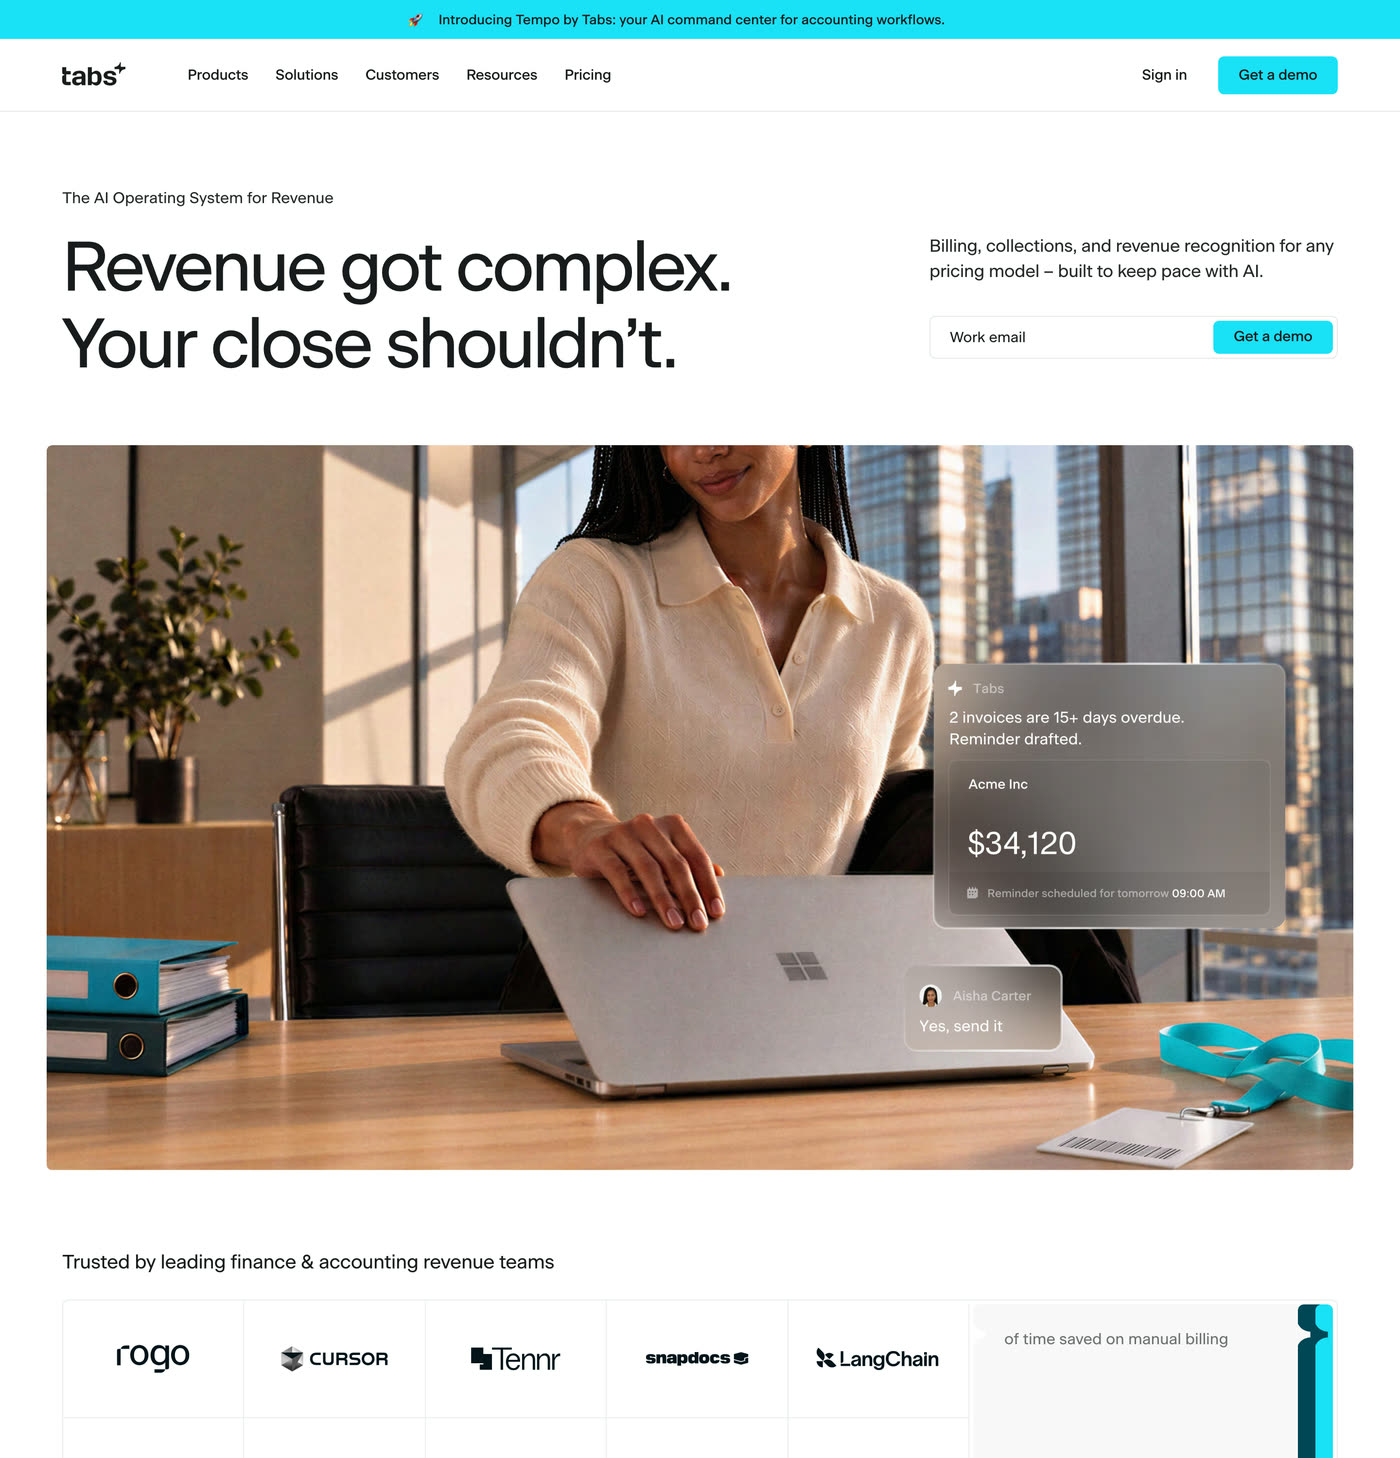 🚀 Introducing Tempo by Tabs: your AI command center for accounting workflows.
tabs
Products
Solutions
Customers
Resources
Pricing
Sign in
Get a demo
The AI Operating System for Revenue
Revenue got complex.
Your close shouldn’t.
Billing, collections, and revenue recognition for any
pricing model – built to keep pace with AI.
Work email
Get a demo
Tabs
2 invoices are 15+ days overdue.
Reminder drafted.
Acme Inc
$34,120
Reminder scheduled for tomorrow 09:00 AM
Aisha Carter
Yes, send it
Trusted by leading finance & accounting revenue teams
rogo
CURSOR
Tennr
snapdocs
LangChain
of time saved on manual billing